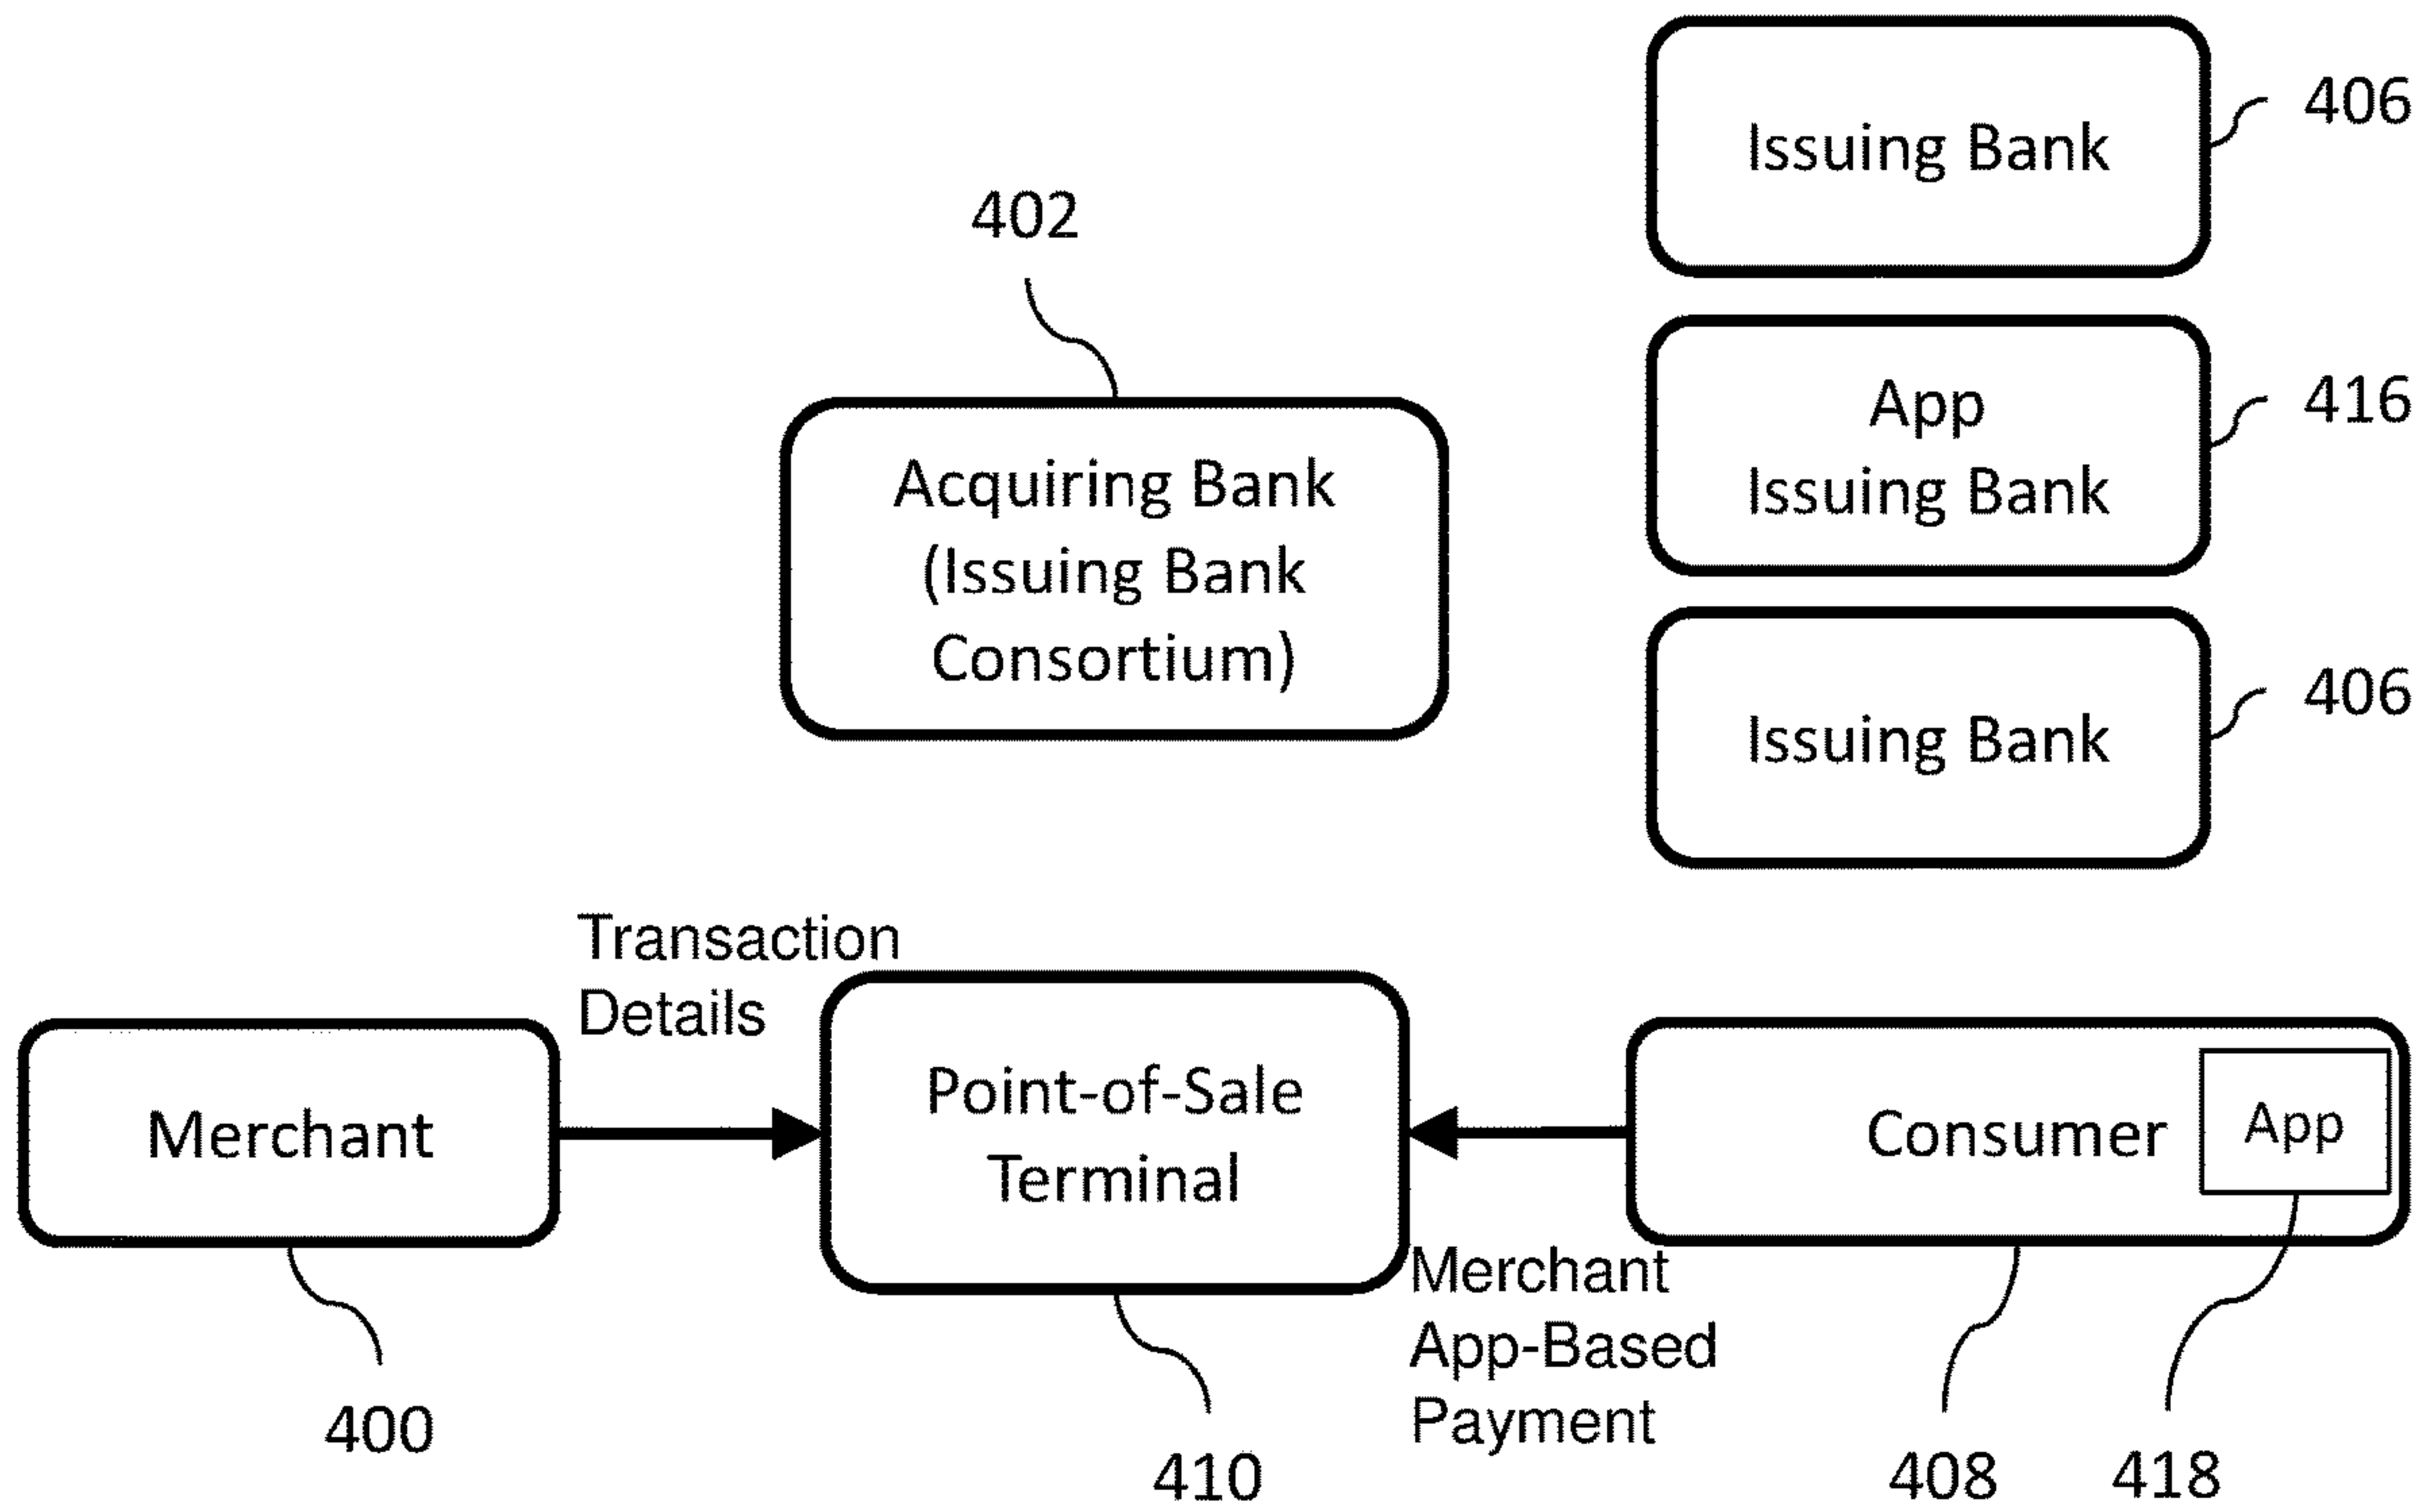 Issuing Bank
406
402
App
Issuing Bank
416
Acquiring Bank
(Issuing Bank
Consortium)
Issuing Bank
406
Transaction
Details
Merchant
Point-of-Sale
Terminal
Consumer
App
Merchant
App-Based
Payment
400
410
408
418